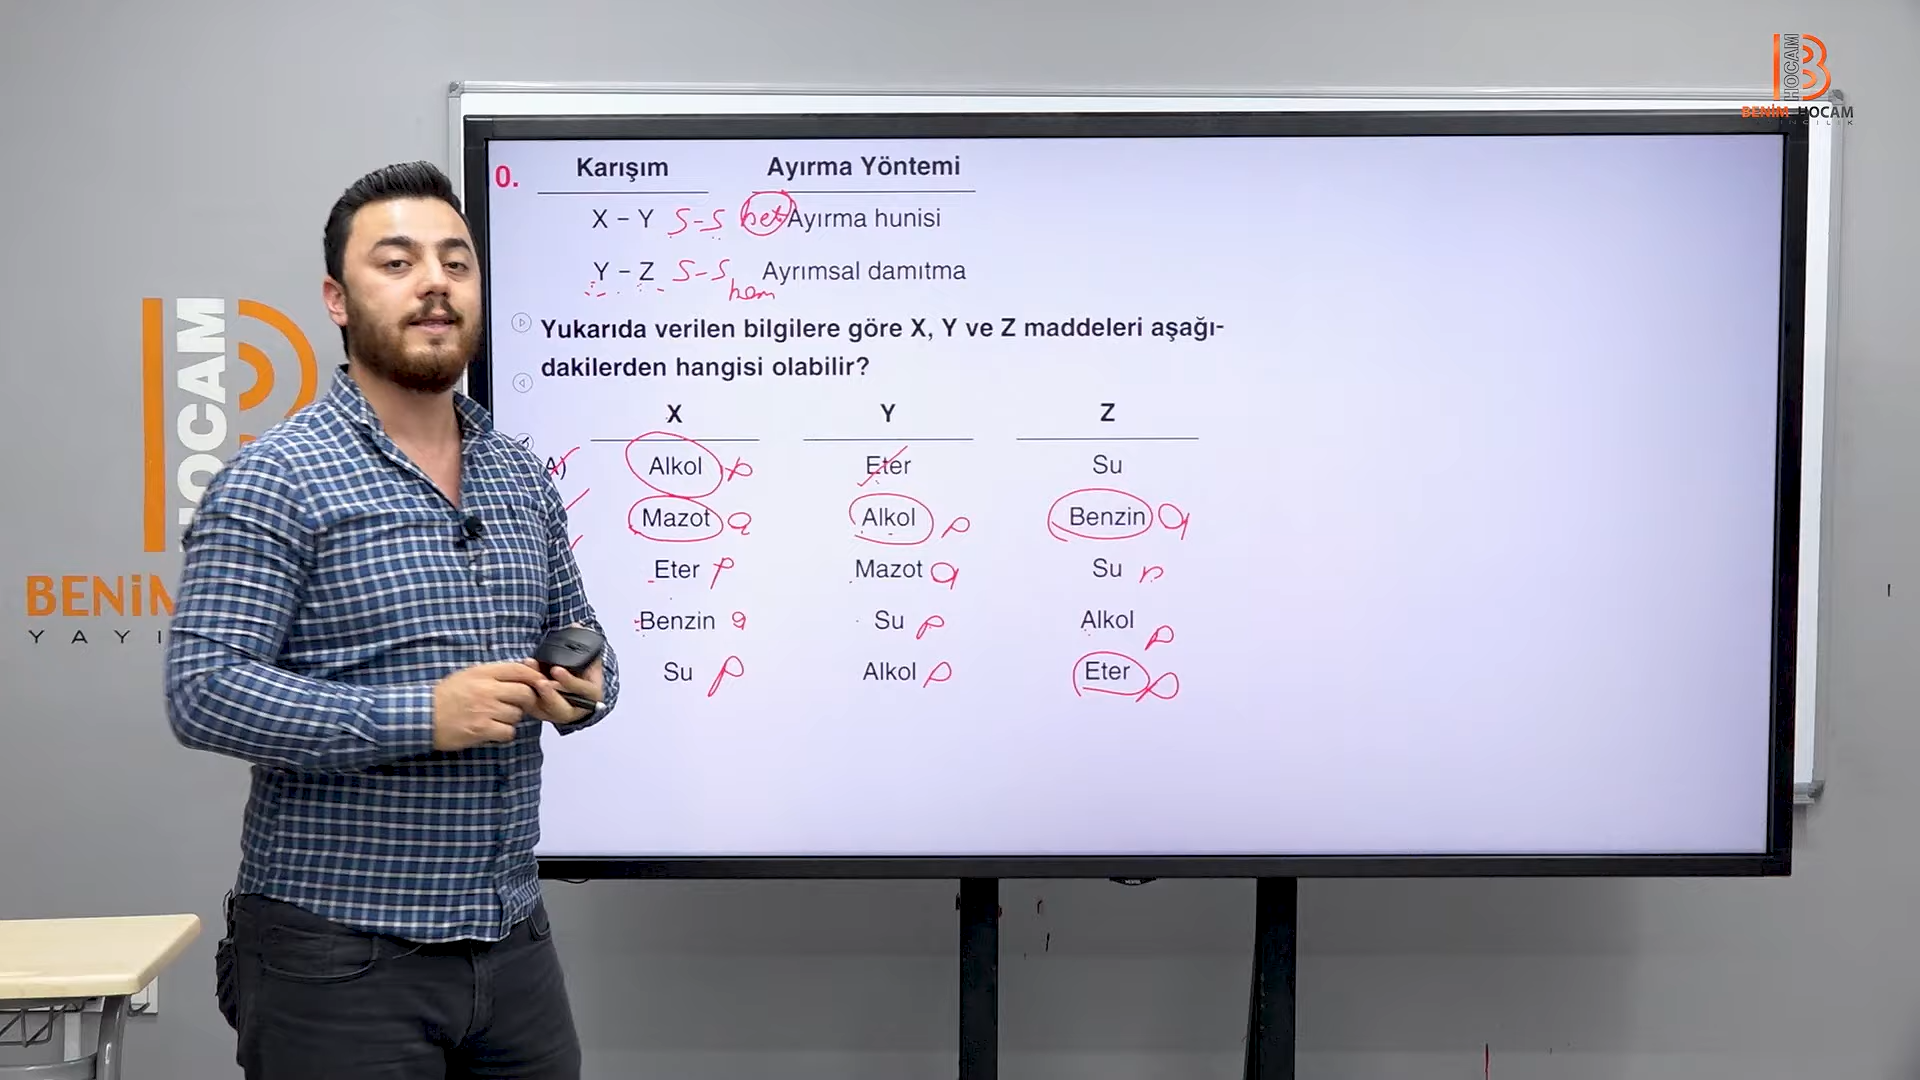 HOCAM
BENİM HOCAM
0. Karışım Ayırma Yöntemi
X – Y S-S het Ayırma hunisi
Y – Z S-S hom Ayrımsal damıtma
Yukarıda verilen bilgilere göre X, Y ve Z maddeleri aşağı-
dakilerden hangisi olabilir?
X Y Z
A) Alkol p Eter Su
Mazot a Alkol p Benzin a
Eter p Mazot a Su p
Benzin a Su p Alkol p
Su p Alkol p Eter p
HOCAM
BENİM
YAYI